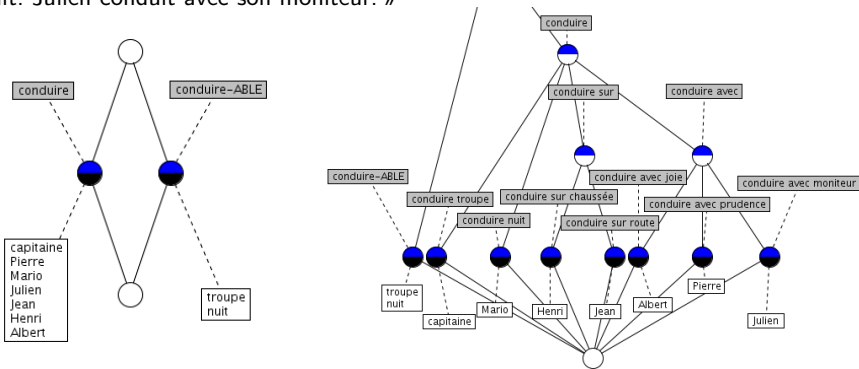 uit. Julien conduit avec son moniteur. »
conduire
conduire-ABLE
capitaine
Pierre
Mario
Julien
Jean
Henri
Albert
troupe
nuit
conduire
conduire sur
conduire avec
conduire-ABLE
conduire troupe
conduire nuit
conduire sur chaussée
conduire sur route
conduire avec joie
conduire avec prudence
conduire avec moniteur
troupe
nuit
capitaine
Mario
Henri
Jean
Albert
Pierre
Julien